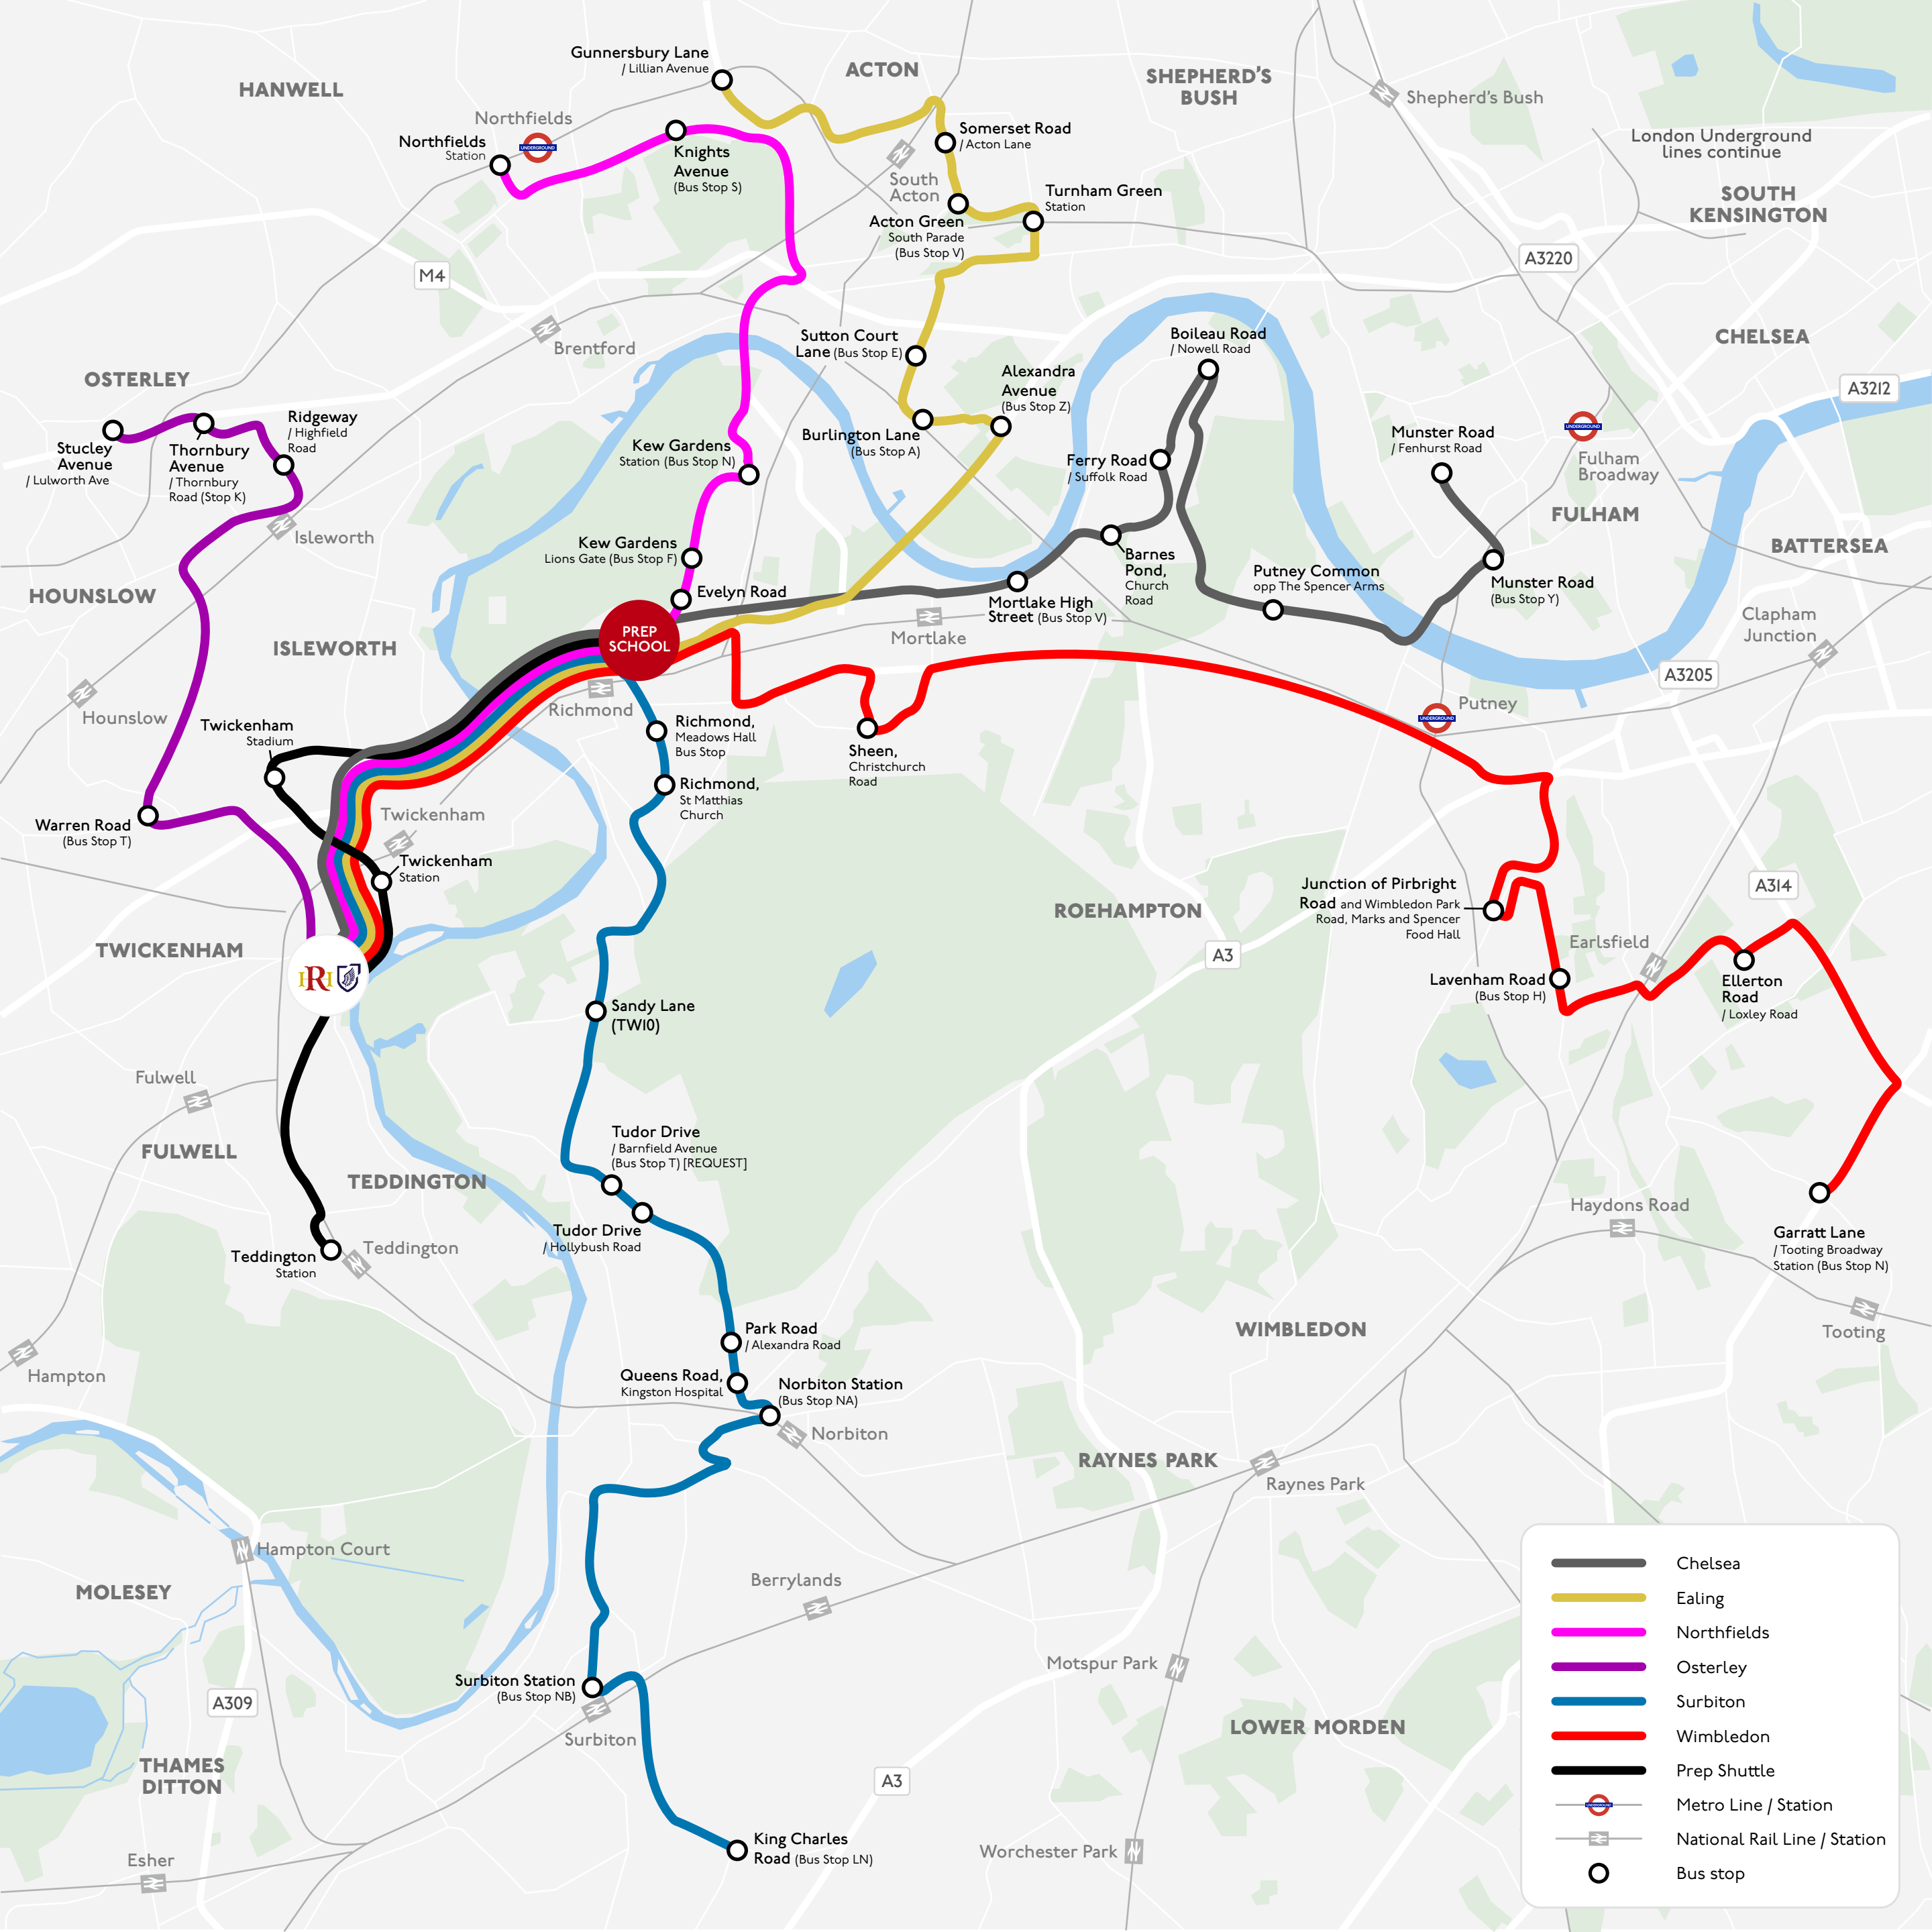 Gunnersbury Lane
/ Lillian Avenue
ACTON
SHEPHERD'S
BUSH
HANWELL
Shepherd's Bush
Northfields
UNDERGROUND
Northfields
Station
Knights
Avenue
(Bus Stop S)
Somerset Road
/ Acton Lane
London Underground
lines continue
South
Acton
Turnham Green
Station
SOUTH
KENSINGTON
Acton Green
South Parade
(Bus Stop V)
M4
A3220
Brentford
Sutton Court
Lane (Bus Stop E)
Boileau Road
/ Nowell Road
CHELSEA
OSTERLEY
Alexandra
Avenue
(Bus Stop Z)
A3212
Stucley
Avenue
/ Lulworth Ave
Thornbury
Avenue
/ Thornbury
Road (Stop K)
Ridgeway
/ Highfield
Road
Kew Gardens
Station (Bus Stop N)
Burlington Lane
(Bus Stop A)
Ferry Road
/ Suffolk Road
Munster Road
/ Fenhurst Road
UNDERGROUND
Fulham
Broadway
Isleworth
FULHAM
BATTERSEA
Kew Gardens
Lions Gate (Bus Stop F)
Barnes
Pond,
Church
Road
Putney Common
opp The Spencer Arms
Munster Road
(Bus Stop Y)
HOUNSLOW
Evelyn Road
Mortlake High
Street (Bus Stop V)
Clapham
Junction
PREP
SCHOOL
Mortlake
ISLEWORTH
A3205
Hounslow
Richmond
Putney
UNDERGROUND
Twickenham
Stadium
Richmond,
Meadows Hall
Bus Stop
Sheen,
Christchurch
Road
Richmond,
St Matthias
Church
Warren Road
(Bus Stop T)
Twickenham
Twickenham
Station
Junction of Pirbright
Road and Wimbledon Park
Road, Marks and Spencer
Food Hall
A314
ROEHAMPTON
TWICKENHAM
A3
Earlsfield
IRI
Lavenham Road
(Bus Stop H)
Ellerton
Road
/ Loxley Road
Sandy Lane
(TW10)
Fulwell
FULWELL
Tudor Drive
/ Barnfield Avenue
(Bus Stop T) [REQUEST]
TEDDINGTON
Tudor Drive
/ Hollybush Road
Haydons Road
Garratt Lane
/ Tooting Broadway
Station (Bus Stop N)
Teddington
Station
Teddington
Tooting
WIMBLEDON
Park Road
/ Alexandra Road
Hampton
Queens Road,
Kingston Hospital
Norbiton Station
(Bus Stop NA)
Norbiton
RAYNES PARK
Raynes Park
Hampton Court
MOLESEY
Berrylands
Motspur Park
Surbiton Station
(Bus Stop NB)
A309
Surbiton
LOWER MORDEN
THAMES
DITTON
A3
King Charles
Road (Bus Stop LN)
Worchester Park
Esher
Chelsea
Ealing
Northfields
Osterley
Surbiton
Wimbledon
Prep Shuttle
UNDERGROUND
Metro Line / Station
National Rail Line / Station
Bus stop